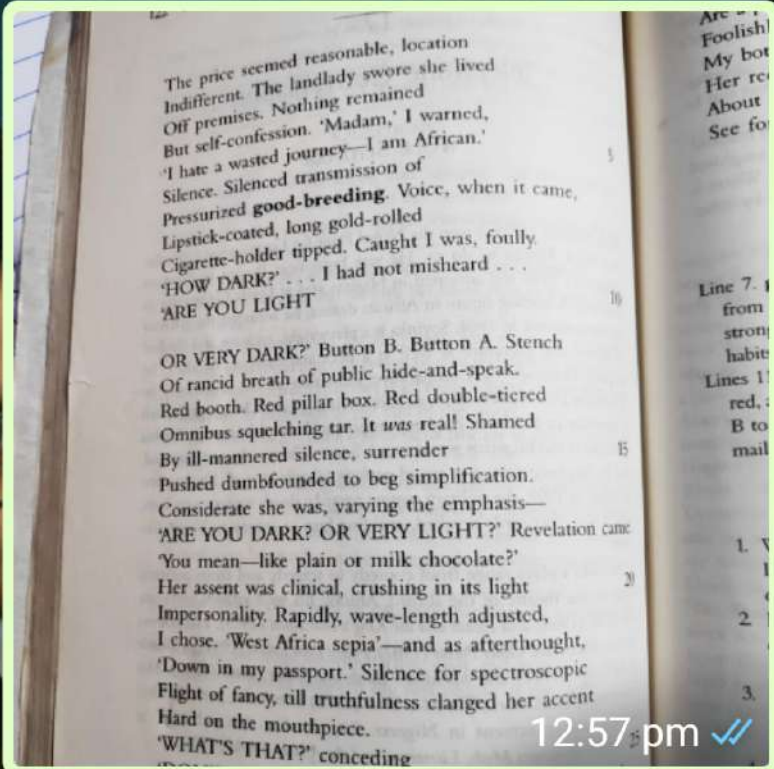 The price seemed reasonable, location
Indifferent. The landlady swore she lived
Off premises. Nothing remained
But self-confession. 'Madam,' I warned,
'I hate a wasted journey—I am African.'
5
Silence. Silenced transmission of
Pressurized good-breeding. Voice, when it came,
Lipstick-coated, long gold-rolled
Cigarette-holder tipped. Caught I was, foully.
'HOW DARK?' . . . I had not misheard . . .
10
'ARE YOU LIGHT
OR VERY DARK?' Button B. Button A. Stench
Of rancid breath of public hide-and-speak.
Red booth. Red pillar box. Red double-tiered
Omnibus squelching tar. It was real! Shamed
By ill-mannered silence, surrender
15
Pushed dumbfounded to beg simplification.
Considerate she was, varying the emphasis—
'ARE YOU DARK? OR VERY LIGHT?' Revelation came
'You mean—like plain or milk chocolate?'
Her assent was clinical, crushing in its light
20
Impersonality. Rapidly, wave-length adjusted,
I chose. 'West Africa sepia'—and as afterthought,
'Down in my passport.' Silence for spectroscopic
Flight of fancy, till truthfulness clanged her accent
Hard on the mouthpiece.
25
'WHAT'S THAT?' conceding
Foolish
My
About
See
Line 7.
from
Lines
red,
B to
mail
1.
2
3.
12:57 pm